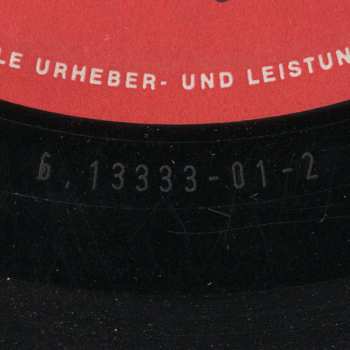 LE URHEBER- UND LEISTUN
6.13333-01-2